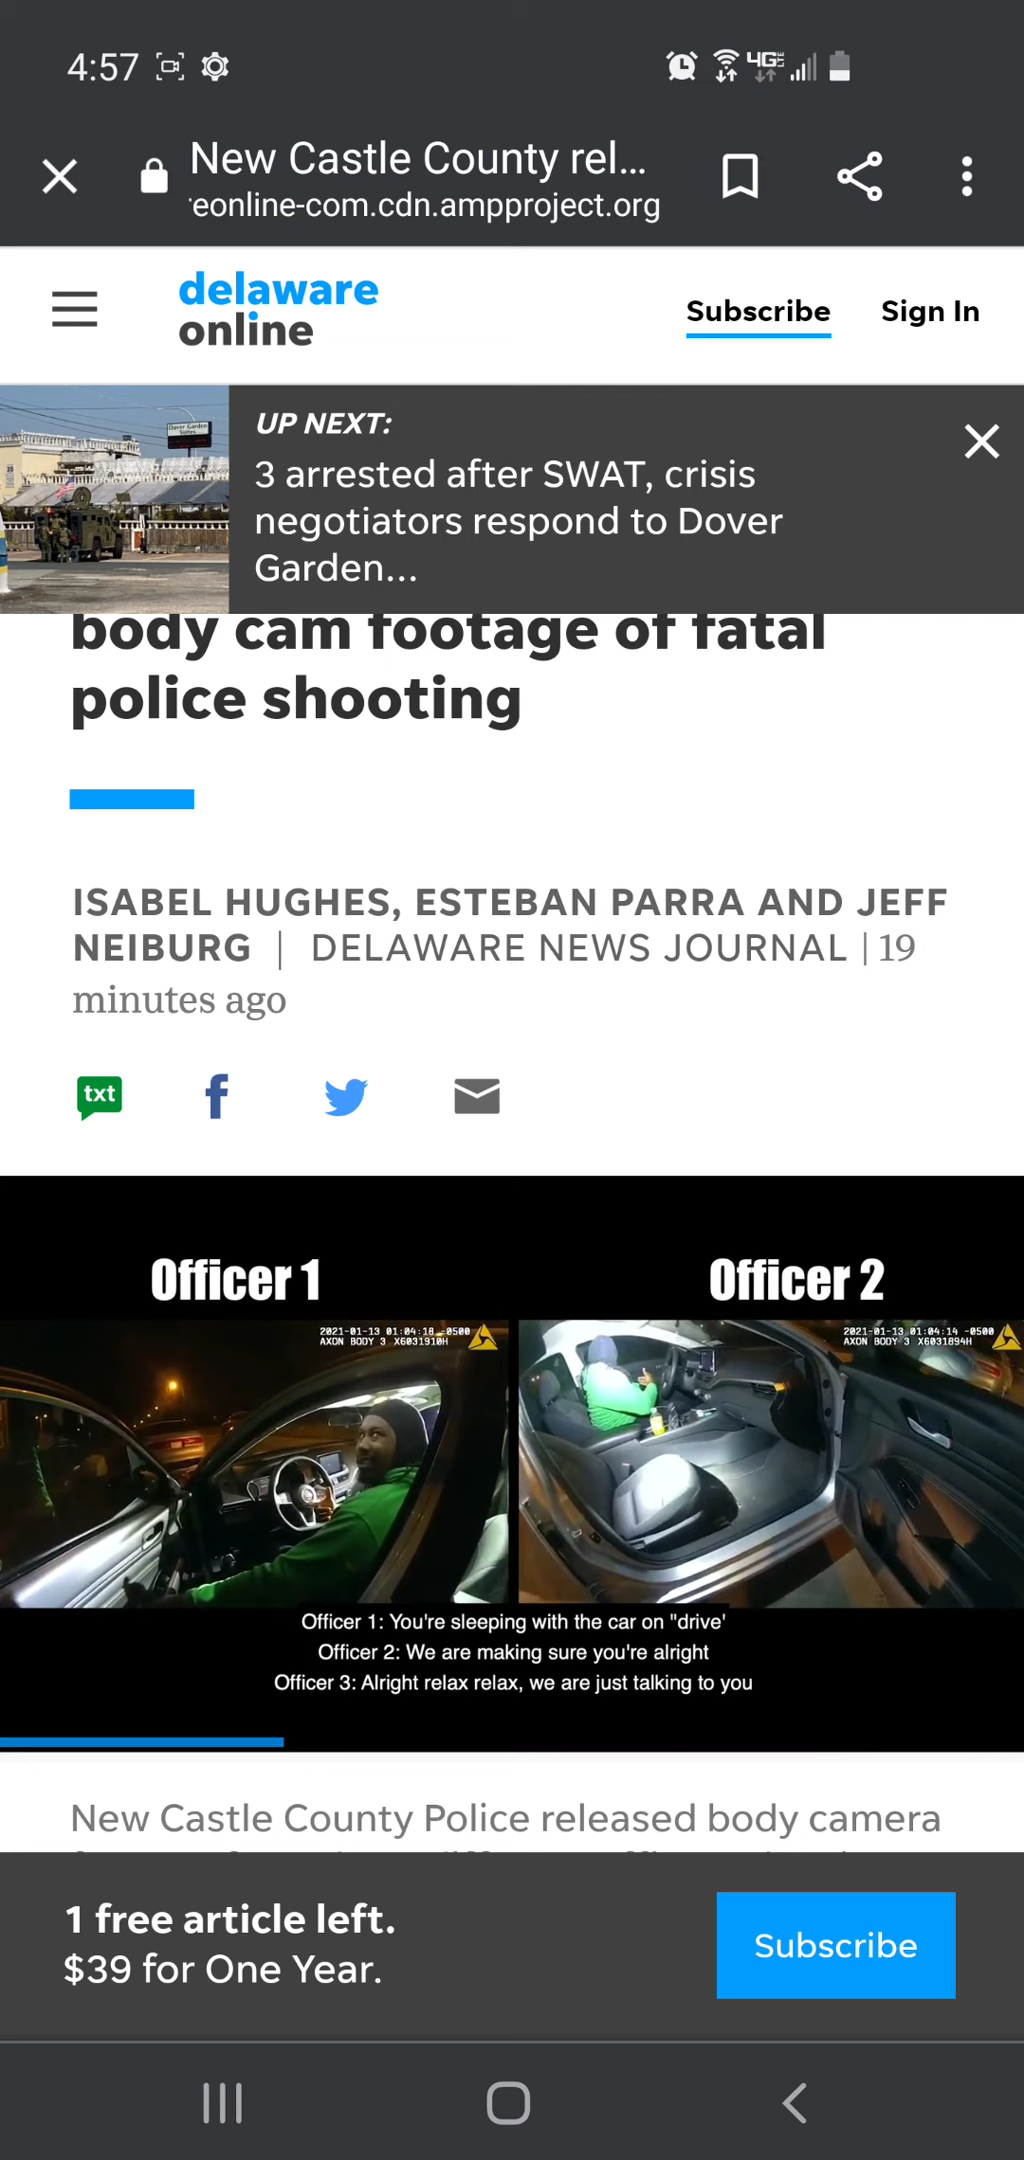 4:57
4G LTE
New Castle County rel...
eonline-com.cdn.ampproject.org
delaware
online
Subscribe
Sign In
Dover Garden
Suites
UP NEXT:
3 arrested after SWAT, crisis
negotiators respond to Dover
Garden...
body cam footage of fatal
police shooting
ISABEL HUGHES, ESTEBAN PARRA AND JEFF
NEIBURG | DELAWARE NEWS JOURNAL | 19
minutes ago
txt
Officer 1
Officer 2
2021-01-13 01:04:18 -0500
AXON BODY 3 X6031910H
2021-01-13 01:04:14 -0500
AXON BODY 3 X6031894H
Officer 1: You're sleeping with the car on "drive'
Officer 2: We are making sure you're alright
Officer 3: Alright relax relax, we are just talking to you
New Castle County Police released body camera
1 free article left.
$39 for One Year.
Subscribe